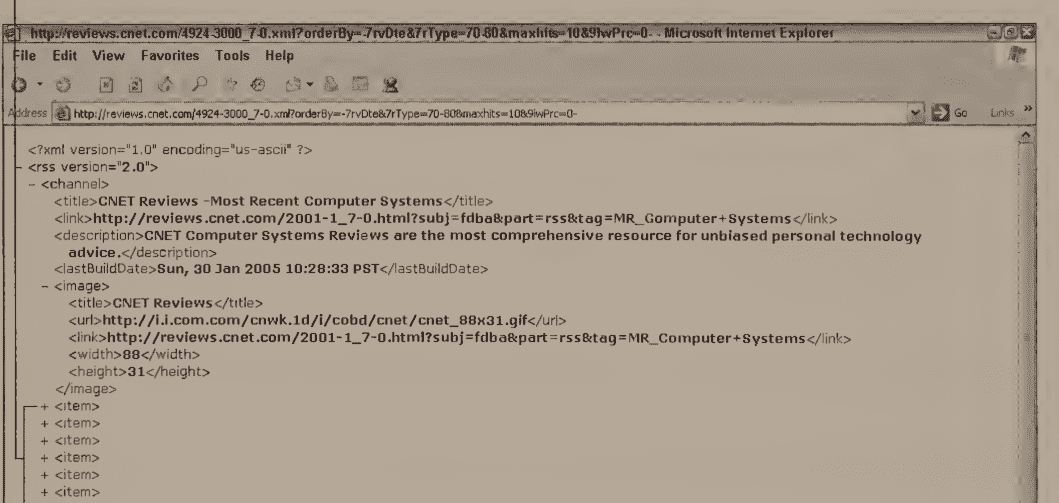 http://reviews.cnet.com/4924-3000_7-0.xml?orderBy=-7rvDte&7rType=70-80&maxhits=10&9lwPrc=0- - Microsoft Internet Explorer
File Edit View Favorites Tools Help
Address http://reviews.cnet.com/4924-3000_7-0.xml?orderBy=-7rvDte&7rType=70-80&maxhits=10&9lwPrc=0- Go Links »
<?xml version="1.0" encoding="us-ascii" ?>
- <rss version="2.0">
- <channel>
<title>CNET Reviews -Most Recent Computer Systems</title>
<link>http://reviews.cnet.com/2001-1_7-0.html?subj=fdba&part=rss&tag=MR_Computer+Systems</link>
<description>CNET Computer Systems Reviews are the most comprehensive resource for unbiased personal technology
advice.</description>
<lastBuildDate>Sun, 30 Jan 2005 10:28:33 PST</lastBuildDate>
- <image>
<title>CNET Reviews</title>
<url>http://i.i.com.com/cnwk.1d/i/cobd/cnet/cnet_88x31.gif</url>
<link>http://reviews.cnet.com/2001-1_7-0.html?subj=fdba&part=rss&tag=MR_Computer+Systems</link>
<width>88</width>
<height>31</height>
</image>
+ <item>
+ <item>
+ <item>
+ <item>
+ <item>
+ <item>